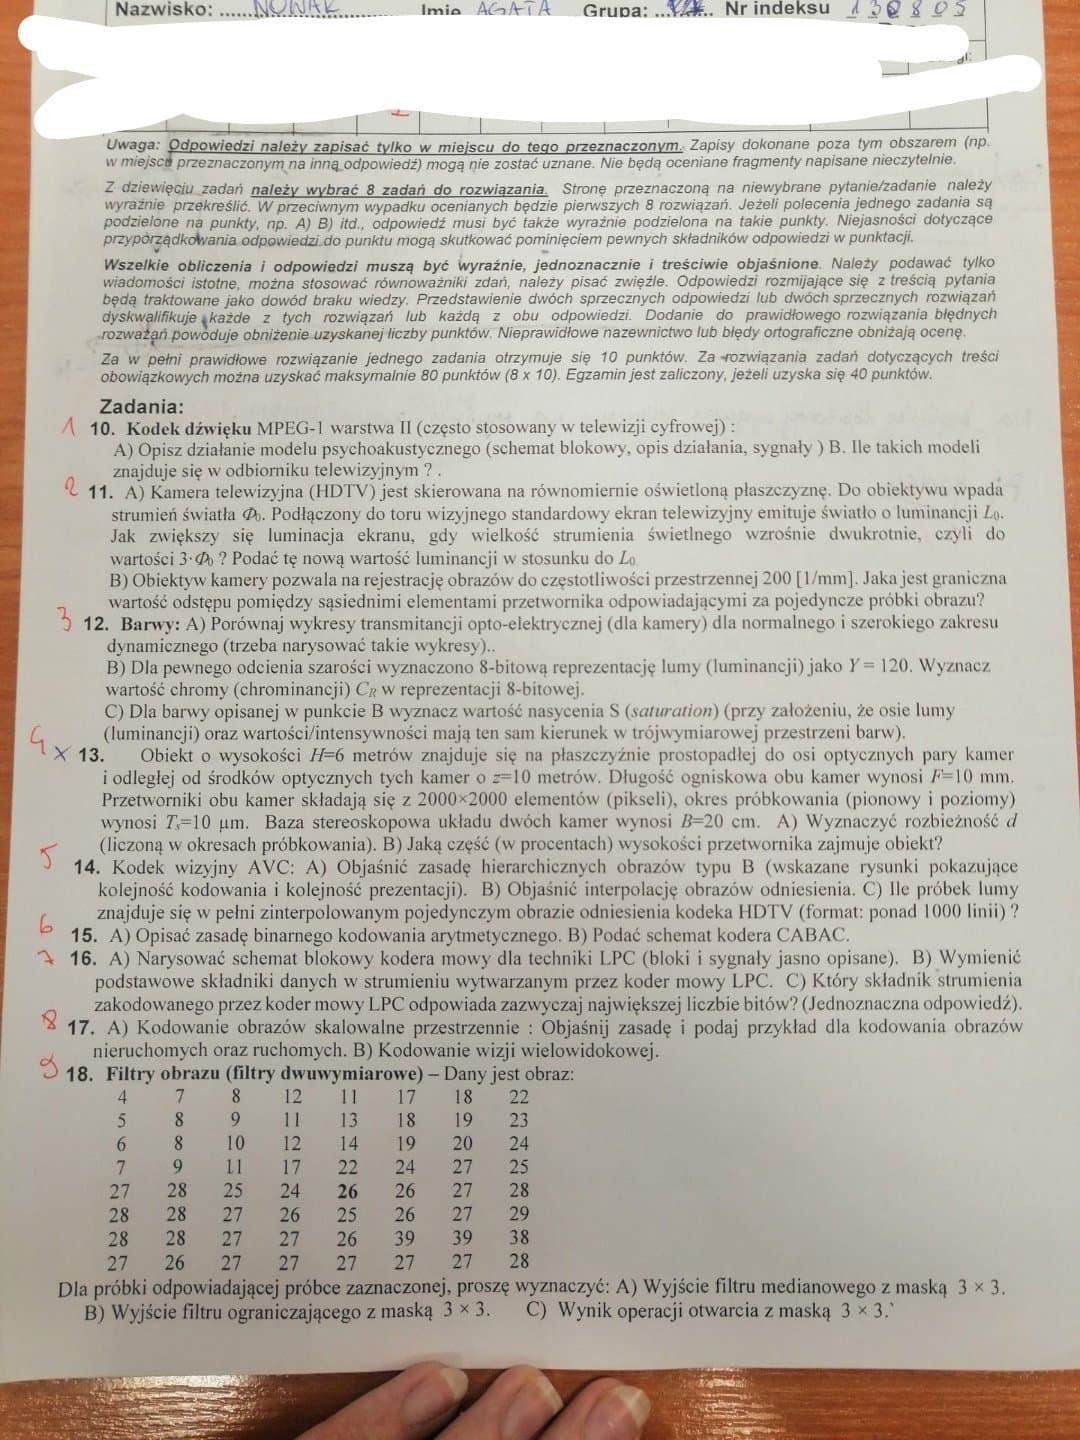 Nazwisko: ...... NOWAK Imię AGATA Grupa: ...... Nr indeksu 130805
Uwaga: Odpowiedzi należy zapisać tylko w miejscu do tego przeznaczonym. Zapisy dokonane poza tym obszarem (np.
w miejscu przeznaczonym na inną odpowiedź) mogą nie zostać uznane. Nie będą oceniane fragmenty napisane nieczytelnie.
Z dziewięciu zadań należy wybrać 8 zadań do rozwiązania. Stronę przeznaczoną na niewybrane pytanie/zadanie należy
wyraźnie przekreślić. W przeciwnym wypadku ocenianych będzie pierwszych 8 rozwiązań. Jeżeli polecenia jednego zadania są
podzielone na punkty, np. A) B) itd., odpowiedź musi być także wyraźnie podzielona na takie punkty. Niejasności dotyczące
przyporządkowania odpowiedzi do punktu mogą skutkować pominięciem pewnych składników odpowiedzi w punktacji.
Wszelkie obliczenia i odpowiedzi muszą być wyraźnie, jednoznacznie i treściwie objaśnione. Należy podawać tylko
wiadomości istotne, można stosować równoważniki zdań, należy pisać zwięźle. Odpowiedzi rozmijające się z treścią pytania
będą traktowane jako dowód braku wiedzy. Przedstawienie dwóch sprzecznych odpowiedzi lub dwóch sprzecznych rozwiązań
dyskwalifikuje każde z tych rozwiązań lub każdą z obu odpowiedzi. Dodanie do prawidłowego rozwiązania błędnych
rozważań powoduje obniżenie uzyskanej liczby punktów. Nieprawidłowe nazewnictwo lub błędy ortograficzne obniżają ocenę.
Za w pełni prawidłowe rozwiązanie jednego zadania otrzymuje się 10 punktów. Za rozwiązania zadań dotyczących treści
obowiązkowych można uzyskać maksymalnie 80 punktów (8 x 10). Egzamin jest zaliczony, jeżeli uzyska się 40 punktów.
Zadania:
1 10. Kodek dźwięku MPEG-1 warstwa II (często stosowany w telewizji cyfrowej) :
A) Opisz działanie modelu psychoakustycznego (schemat blokowy, opis działania, sygnały ) B. Ile takich modeli
znajduje się w odbiorniku telewizyjnym ? .
2 11. A) Kamera telewizyjna (HDTV) jest skierowana na równomiernie oświetloną płaszczyznę. Do obiektywu wpada
strumień światła Φ₀. Podłączony do toru wizyjnego standardowy ekran telewizyjny emituje światło o luminancji L₀.
Jak zwiększy się luminacja ekranu, gdy wielkość strumienia świetlnego wzrośnie dwukrotnie, czyli do
wartości 3·Φ₀ ? Podać tę nową wartość luminancji w stosunku do L₀
B) Obiektyw kamery pozwala na rejestrację obrazów do częstotliwości przestrzennej 200 [1/mm]. Jaka jest graniczna
wartość odstępu pomiędzy sąsiednimi elementami przetwornika odpowiadającymi za pojedyncze próbki obrazu?
3 12. Barwy: A) Porównaj wykresy transmitancji opto-elektrycznej (dla kamery) dla normalnego i szerokiego zakresu
dynamicznego (trzeba narysować takie wykresy)..
B) Dla pewnego odcienia szarości wyznaczono 8-bitową reprezentację lumy (luminancji) jako Y = 120. Wyznacz
wartość chromy (chrominancji) CR w reprezentacji 8-bitowej.
C) Dla barwy opisanej w punkcie B wyznacz wartość nasycenia S (saturation) (przy założeniu, że osie lumy
(luminancji) oraz wartości/intensywności mają ten sam kierunek w trójwymiarowej przestrzeni barw).
4 x 13. Obiekt o wysokości H=6 metrów znajduje się na płaszczyźnie prostopadłej do osi optycznych pary kamer
i odległej od środków optycznych tych kamer o z=10 metrów. Długość ogniskowa obu kamer wynosi F=10 mm.
Przetworniki obu kamer składają się z 2000×2000 elementów (pikseli), okres próbkowania (pionowy i poziomy)
wynosi Ts=10 μm. Baza stereoskopowa układu dwóch kamer wynosi B=20 cm. A) Wyznaczyć rozbieżność d
(liczoną w okresach próbkowania). B) Jaką część (w procentach) wysokości przetwornika zajmuje obiekt?
5 14. Kodek wizyjny AVC: A) Objaśnić zasadę hierarchicznych obrazów typu B (wskazane rysunki pokazujące
kolejność kodowania i kolejność prezentacji). B) Objaśnić interpolację obrazów odniesienia. C) Ile próbek lumy
znajduje się w pełni zinterpolowanym pojedynczym obrazie odniesienia kodeka HDTV (format: ponad 1000 linii) ?
6 15. A) Opisać zasadę binarnego kodowania arytmetycznego. B) Podać schemat kodera CABAC.
7 16. A) Narysować schemat blokowy kodera mowy dla techniki LPC (bloki i sygnały jasno opisane). B) Wymienić
podstawowe składniki danych w strumieniu wytwarzanym przez koder mowy LPC. C) Który składnik strumienia
zakodowanego przez koder mowy LPC odpowiada zazwyczaj największej liczbie bitów? (Jednoznaczna odpowiedź).
8 17. A) Kodowanie obrazów skalowalne przestrzennie : Objaśnij zasadę i podaj przykład dla kodowania obrazów
nieruchomych oraz ruchomych. B) Kodowanie wizji wielowidokowej.
9 18. Filtry obrazu (filtry dwuwymiarowe) – Dany jest obraz:
4 7 8 12 11 17 18 22
5 8 9 11 13 18 19 23
6 8 10 12 14 19 20 24
7 9 11 17 22 24 27 25
27 28 25 24 26 26 27 28
28 28 27 26 25 26 27 29
28 28 27 27 26 39 39 38
27 26 27 27 27 27 27 28
Dla próbki odpowiadającej próbce zaznaczonej, proszę wyznaczyć: A) Wyjście filtru medianowego z maską 3 × 3.
B) Wyjście filtru ograniczającego z maską 3 × 3. C) Wynik operacji otwarcia z maską 3 × 3.